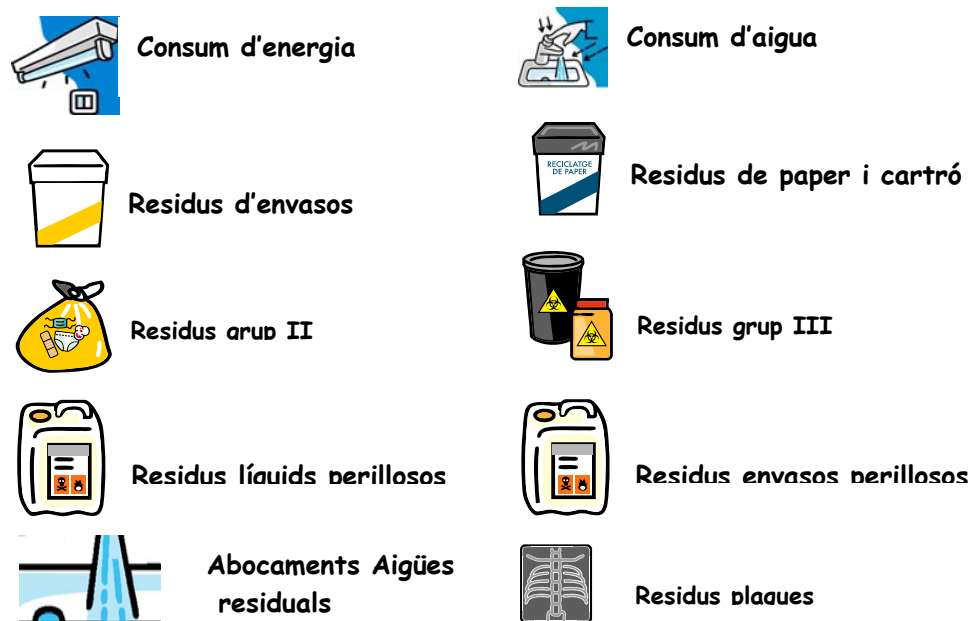 Consum d'energia
Consum d'aigua
RECICLATGE
DE PAPER
Residus d'envasos
Residus de paper i cartró
Residus grup II
Residus grup III
Residus líquids perillosos
Residus envasos perillosos
Abocaments Aigües
residuals
Residus plaques